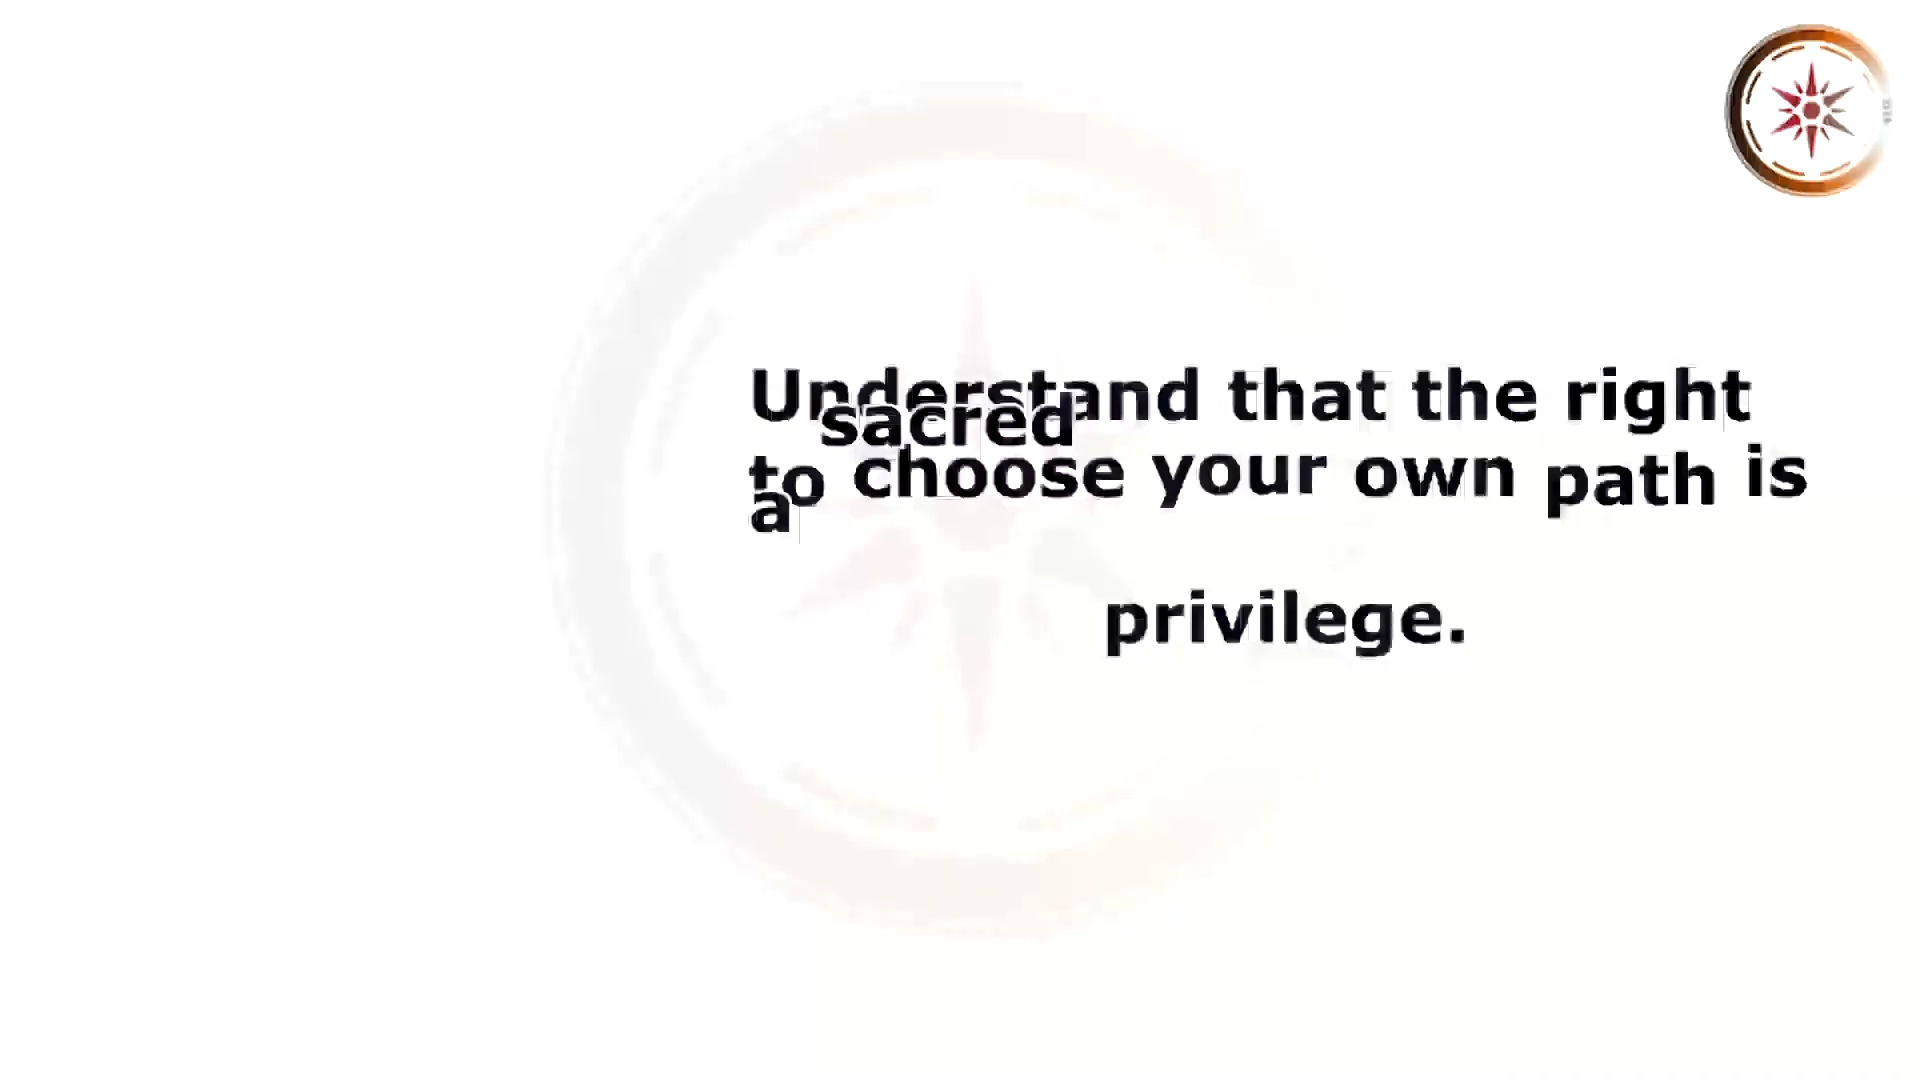 Understand that the right
to choose your own path is
a sacred privilege.